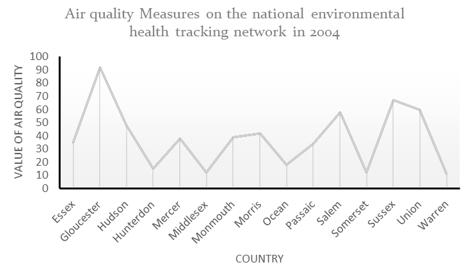 Air quality Measures on the national environmental
health tracking network in 2004
VALUE OF AIR QUALITY
100
90
80
70
60
50
40
30
20
10
0
Essex
Gloucester
Hudson
Hunterdon
Mercer
Middlesex
Monmouth
Morris
Ocean
Passaic
Salem
Somerset
Sussex
Union
Warren
COUNTRY